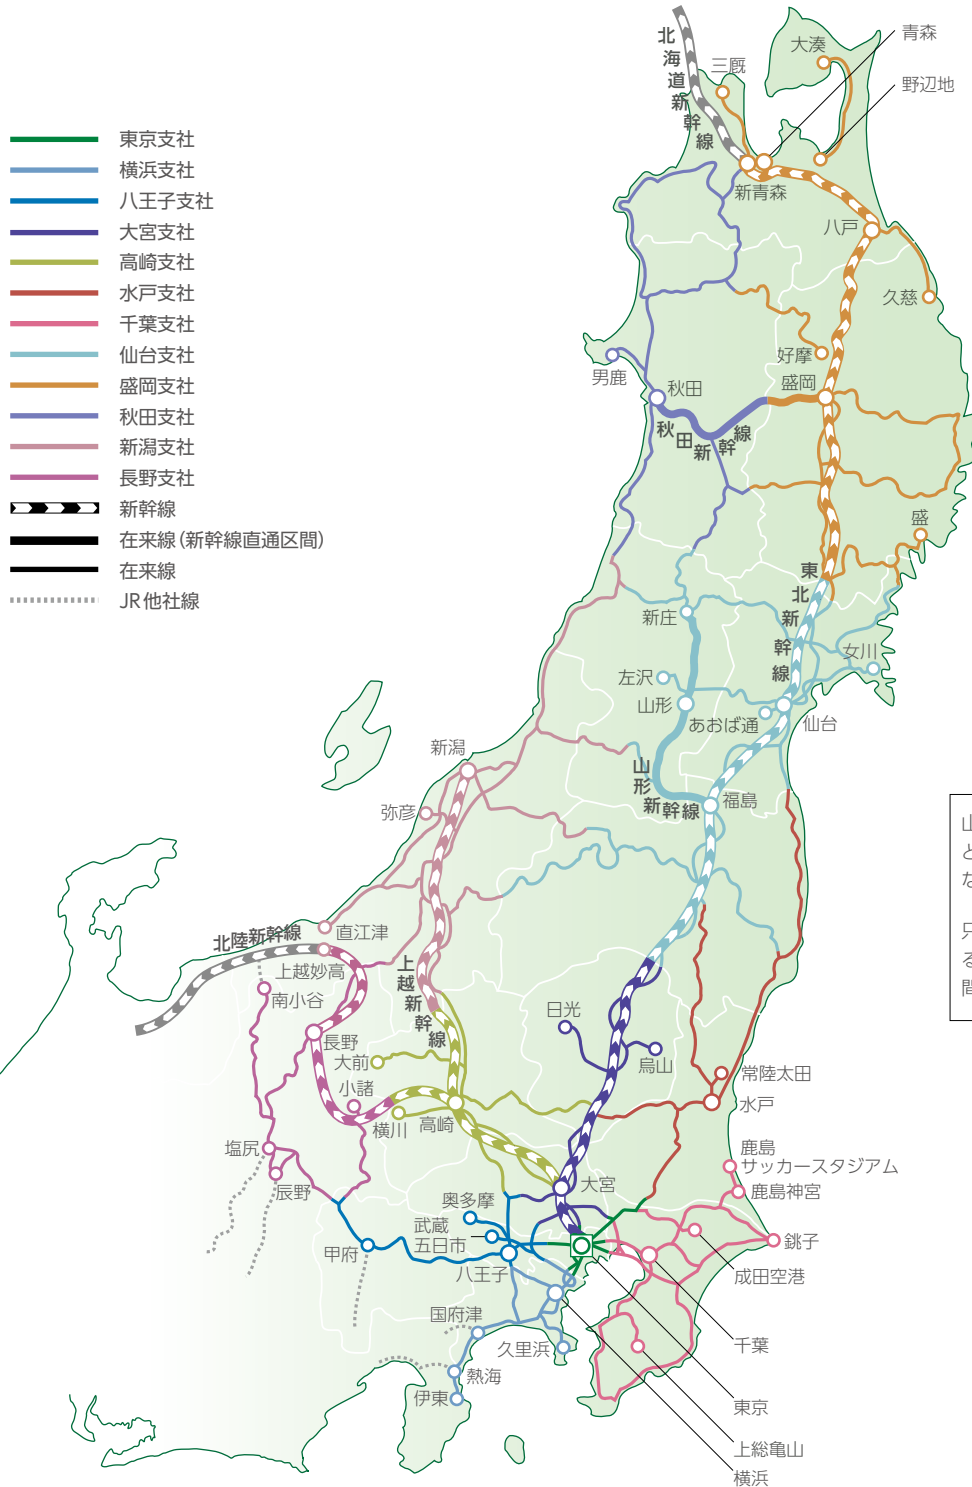 東京支社
横浜支社
八王子支社
大宮支社
高崎支社
水戸支社
千葉支社
仙台支社
盛岡支社
秋田支社
新潟支社
長野支社
新幹線
在来線（新幹線直通区間）
在来線
JR他社線
北海道新幹線
三厩
大湊
青森
野辺地
新青森
八戸
久慈
好摩
盛岡
男鹿
秋田
秋田新幹線
盛
東北新幹線
新庄
女川
左沢
山形
あおば通
仙台
山形新幹線
福島
新潟
弥彦
直江津
北陸新幹線
上越妙高
上越新幹線
南小谷
長野
大前
小諸
横川
高崎
日光
烏山
常陸太田
水戸
塩尻
辰野
大宮
鹿島
サッカースタジアム
鹿島神宮
奥多摩
武蔵
五日市
甲府
八王子
銚子
成田空港
国府津
久里浜
千葉
熱海
伊東
東京
上総亀山
横浜
山
と
な
只
る
間